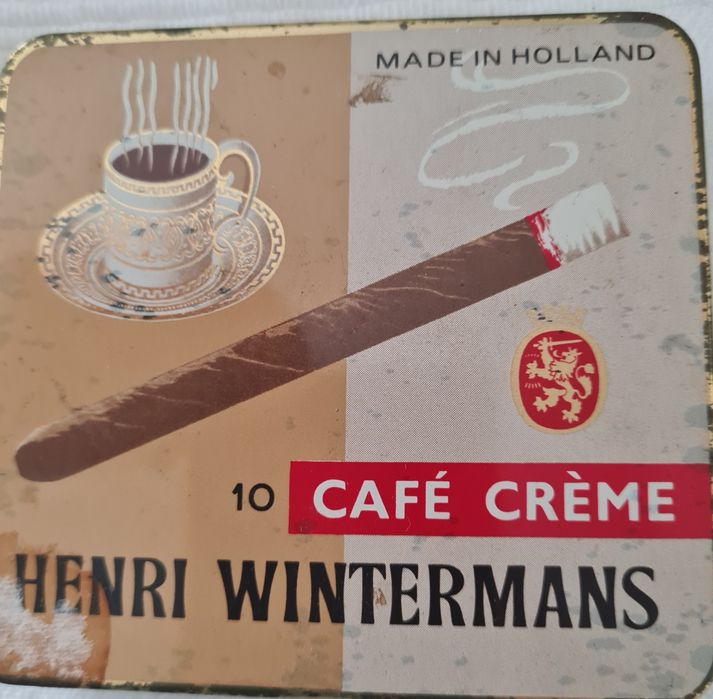 MADE IN HOLLAND
10 CAFÉ CRÈME
HENRI WINTERMANS